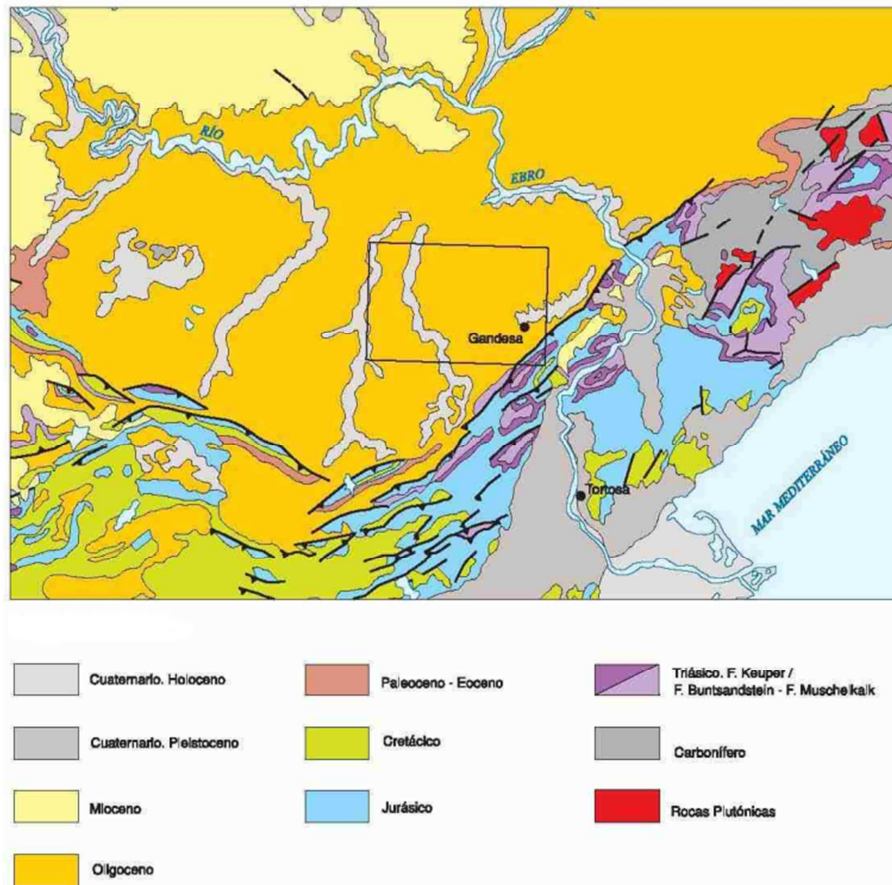 RÍO
EBRO
Gandesa
Tortosa
MAR MEDITERRÁNEO
Cuaternario. Holoceno
Cuaternario. Pleistoceno
Mioceno
Oligoceno
Paleoceno - Eoceno
Cretácico
Jurásico
Triásico. F. Keuper /
F. Buntsandstein - F. Muschelkalk
Carbonífero
Rocas Plutónicas